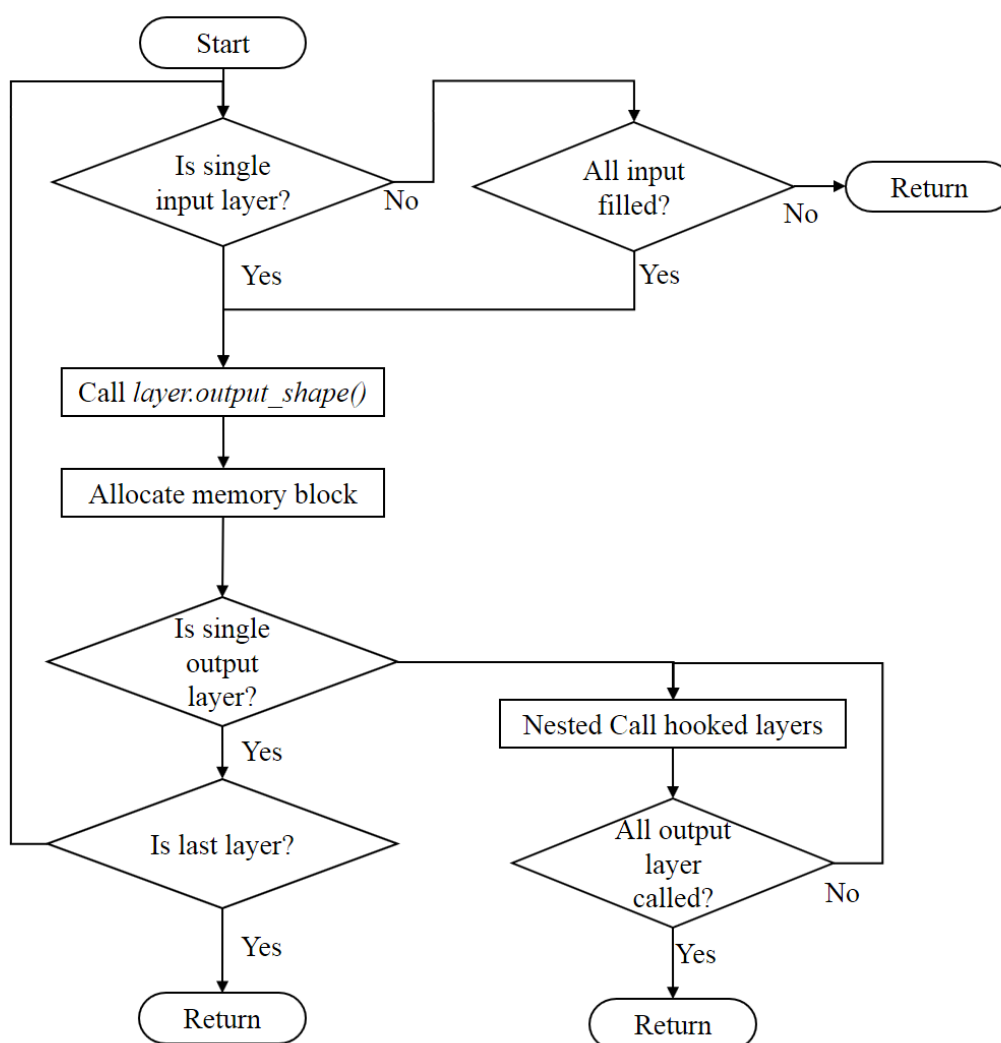 Start
Is single
input layer?
No
All input
filled?
No
Return
Yes
Yes
Call layer.output_shape()
Allocate memory block
Is single
output
layer?
Nested Call hooked layers
Yes
Is last layer?
All output
layer
called?
No
Yes
Yes
Return
Return